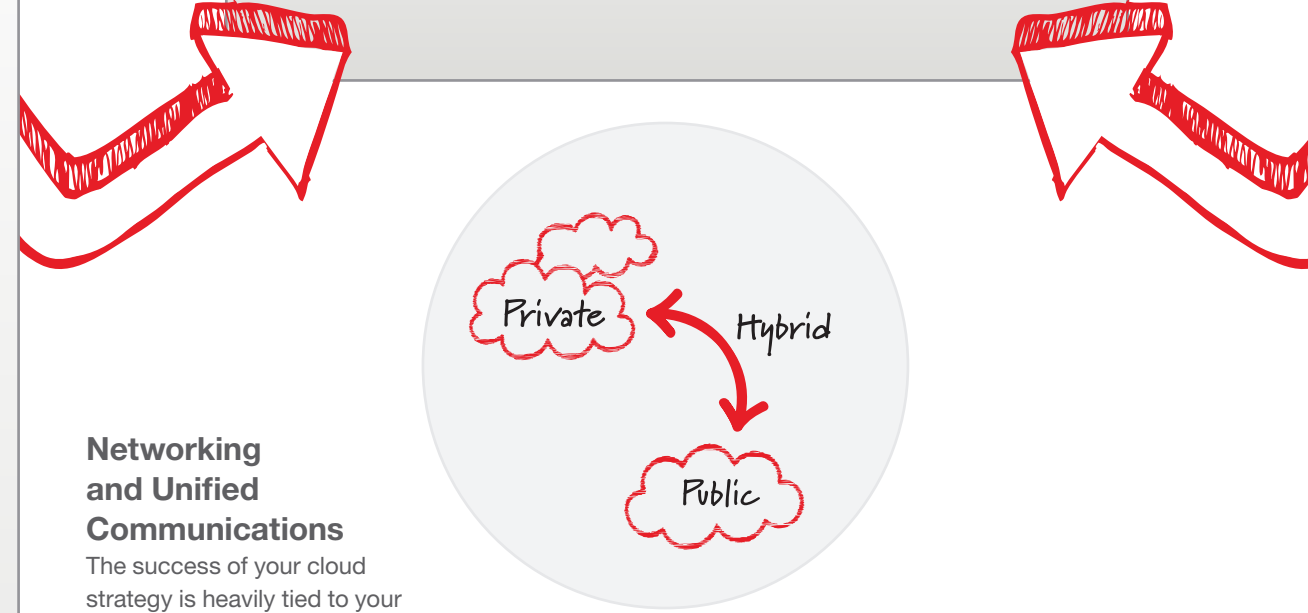 Private
Hybrid
Public
Networking
and Unified
Communications
The success of your cloud
strategy is heavily tied to your